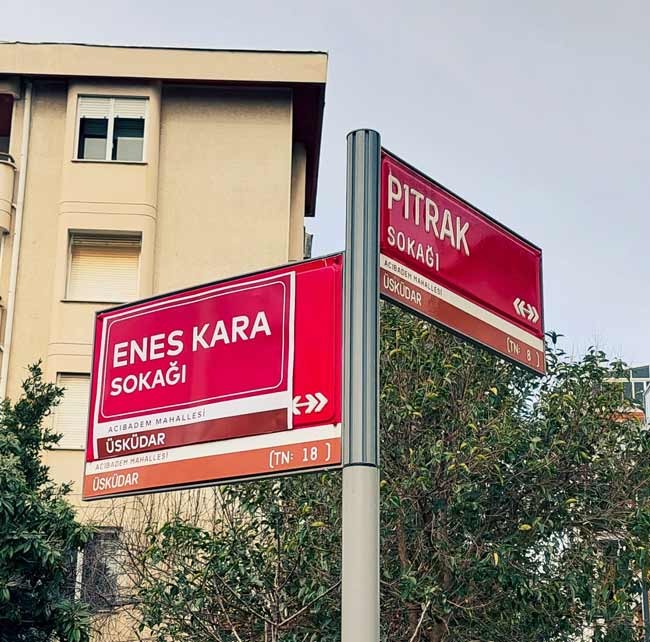 ENES KARA
SOKAĞI
ACIBADEM MAHALLESİ
ÜSKÜDAR
ACIBADEM MAHALLESİ
ÜSKÜDAR
(TN: 18 )
PITRAK
SOKAĞI
ACIBADEM MAHALLESİ
ÜSKÜDAR
(TN: 8 )